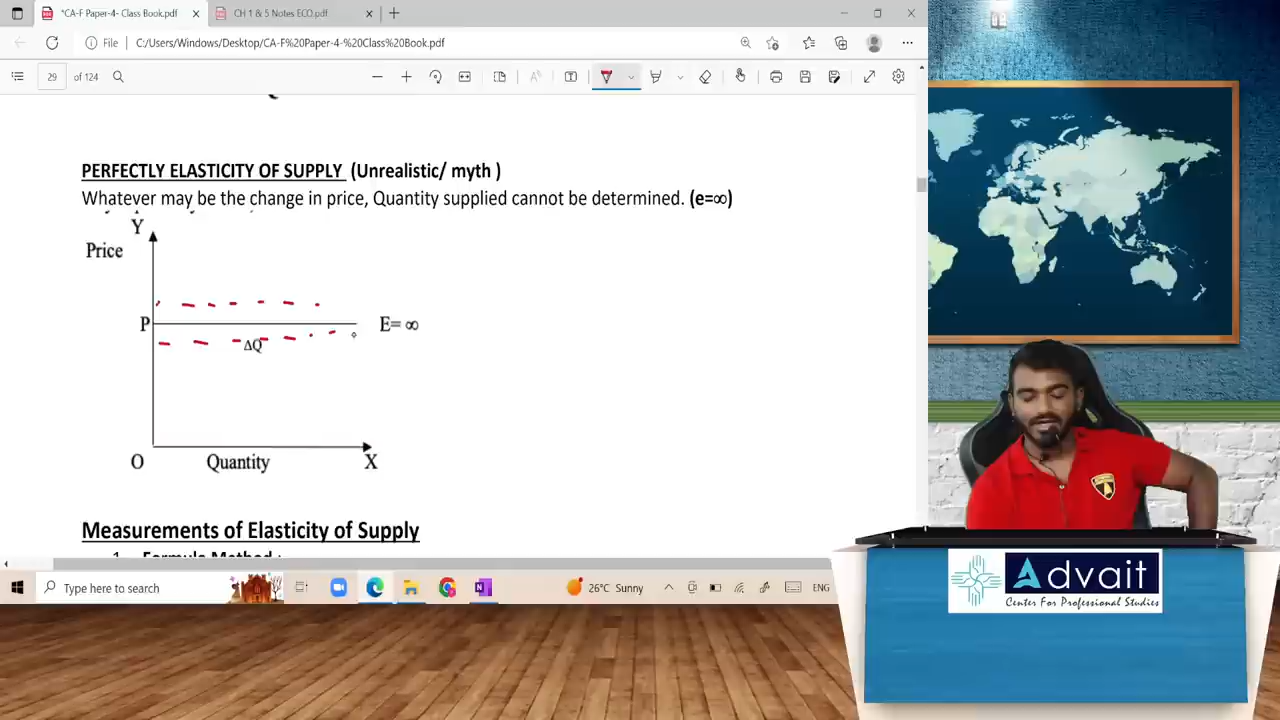 *CA-F Paper-4- Class Book.pdf
CH 1 & 5 Notes ECO.pdf
File
C:/Users/Windows/Desktop/CA-F%20Paper-4-%20Class%20Book.pdf
29 of 124
PERFECTLY ELASTICITY OF SUPPLY (Unrealistic/ myth )
Whatever may be the change in price, Quantity supplied cannot be determined. (e=∞)
Y
Price
P
E= ∞
ΔQ
O Quantity X
Measurements of Elasticity of Supply
1. Formula Method :
Type here to search
26°C Sunny
ENG
Advait
Center For Professional Studies